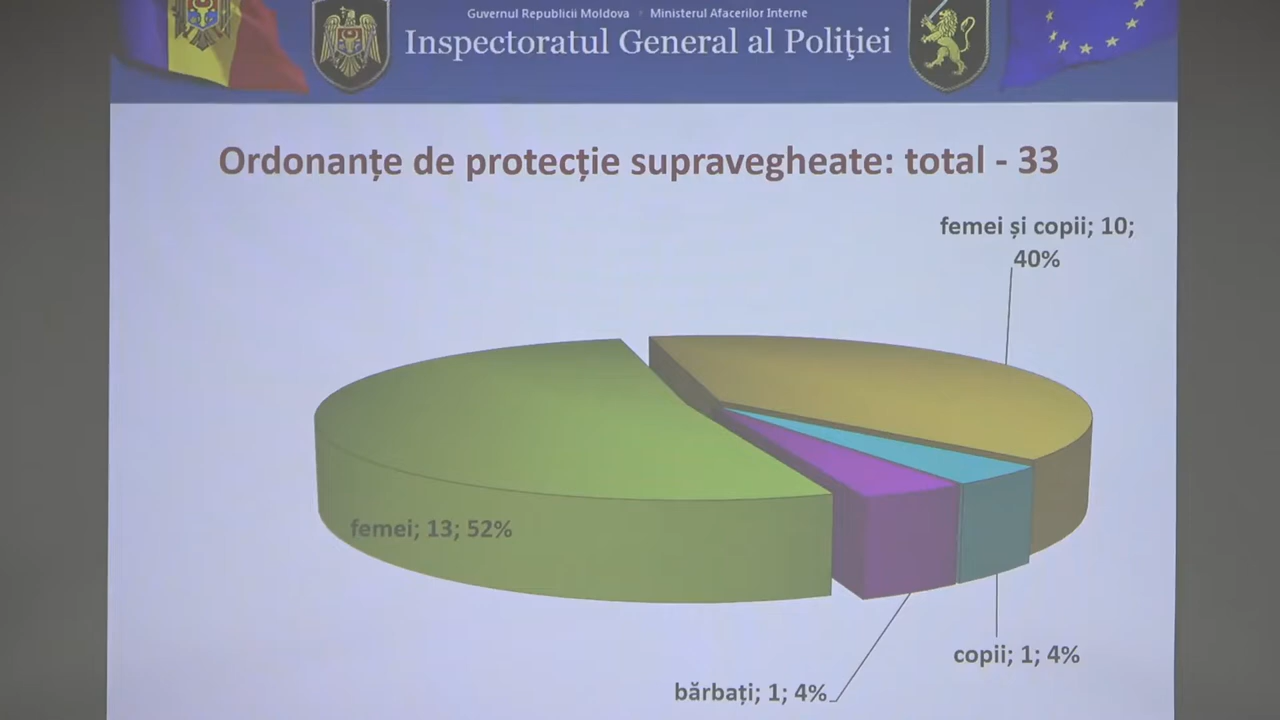 Guvernul Republicii Moldova › Ministerul Afacerilor Interne
Inspectoratul General al Poliţiei
Ordonanțe de protecție supravegheate: total - 33
femei și copii; 10;
40%
femei; 13; 52%
copii; 1; 4%
bărbați; 1; 4%